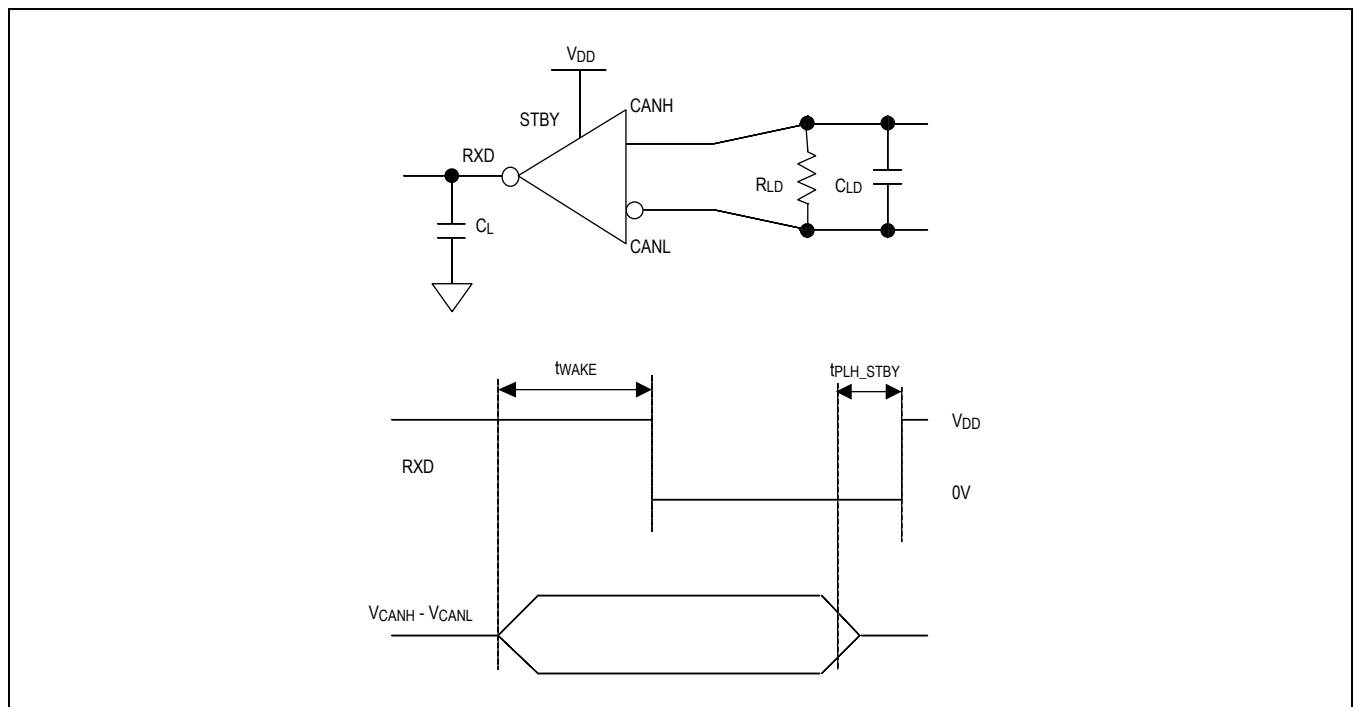 VDD
CANH
STBY
RXD
RLD
CLD
CL
CANL
tWAKE
tPLH_STBY
VDD
RXD
0V
VCANH - VCANL